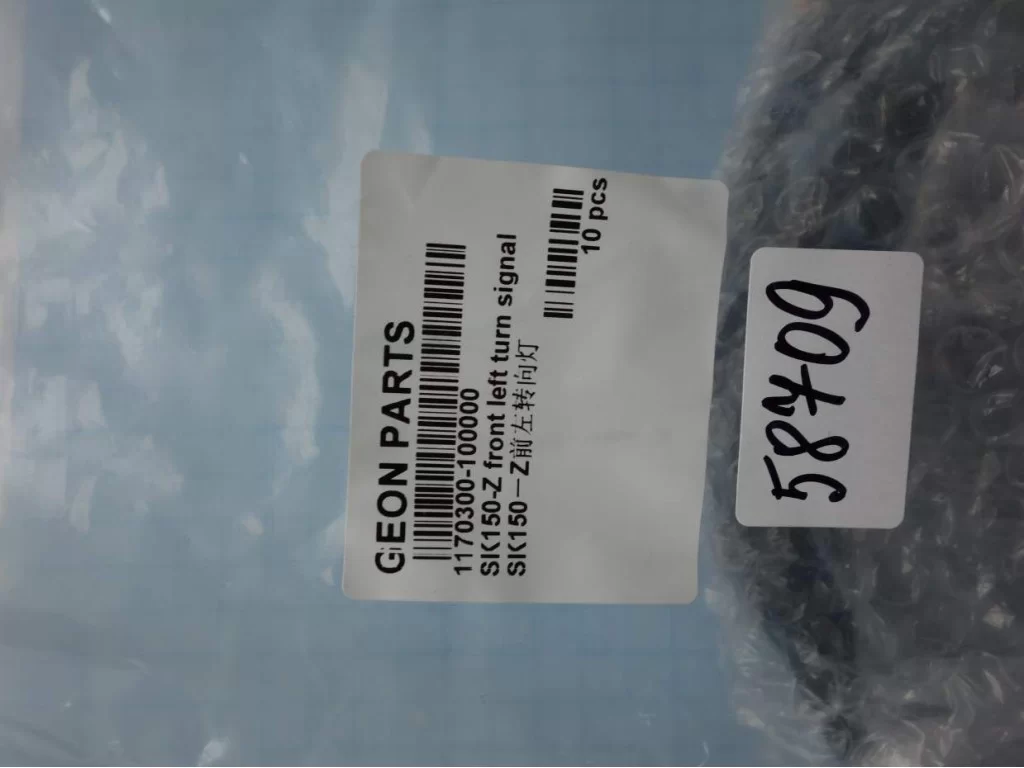 GEON PARTS
1170300-100000
SK150-Z front left turn signal
SK150－Z前左转向灯
10 pcs
58709